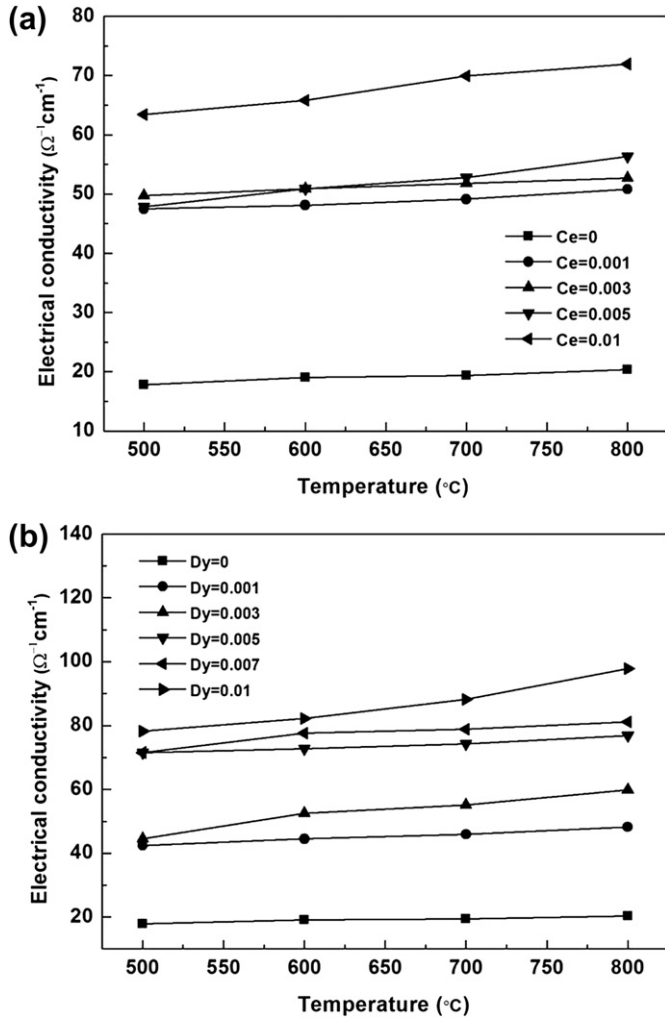 (a)
80
70
60
50
40
30
20
10
Electrical conductivity (Ω⁻¹cm⁻¹)
Ce=0
Ce=0.001
Ce=0.003
Ce=0.005
Ce=0.01
500 550 600 650 700 750 800
Temperature (°C)
(b)
140
120
100
80
60
40
20
Electrical conductivity (Ω⁻¹cm⁻¹)
Dy=0
Dy=0.001
Dy=0.003
Dy=0.005
Dy=0.007
Dy=0.01
500 550 600 650 700 750 800
Temperature (°C)